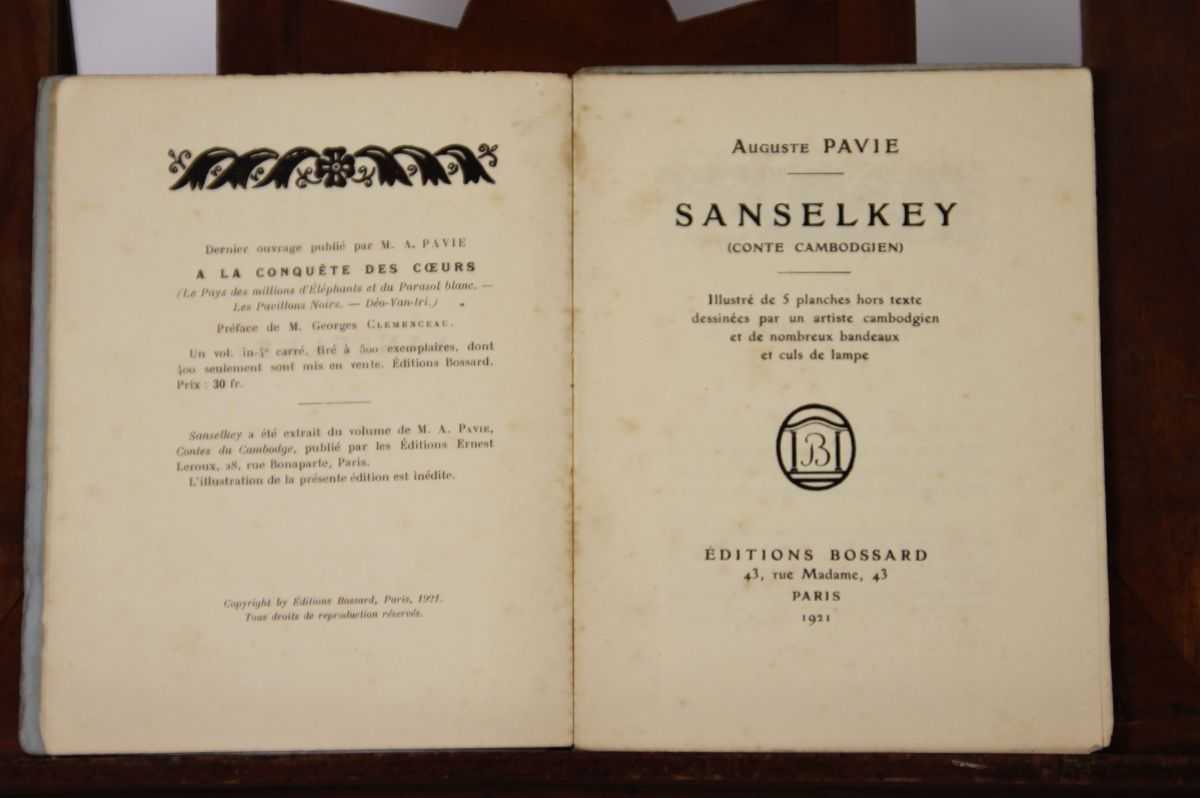 Dernier ouvrage publié par M. A. PAVIE
A LA CONQUÊTE DES CŒURS
(Le Pays des millions d'Éléphants et du Parasol blanc. —
Les Pavillons Noirs. — Déo-Van-tri.)
Préface de M. Georges CLEMENCEAU.
Un vol. in-4° carré, tiré à 500 exemplaires, dont
400 seulement sont mis en vente. Éditions Bossard.
Prix : 30 fr.
Sanselkey a été extrait du volume de M. A. PAVIE,
Contes du Cambodge, publié par les Éditions Ernest
Leroux, 28, rue Bonaparte, Paris.
L'illustration de la présente édition est inédite.
Copyright by Éditions Bossard, Paris, 1921.
Tous droits de reproduction réservés.
AUGUSTE PAVIE
SANSELKEY
(CONTE CAMBODGIEN)
Illustré de 5 planches hors texte
dessinées par un artiste cambodgien
et de nombreux bandeaux
et culs de lampe
B
ÉDITIONS BOSSARD
43, rue Madame, 43
PARIS
1921